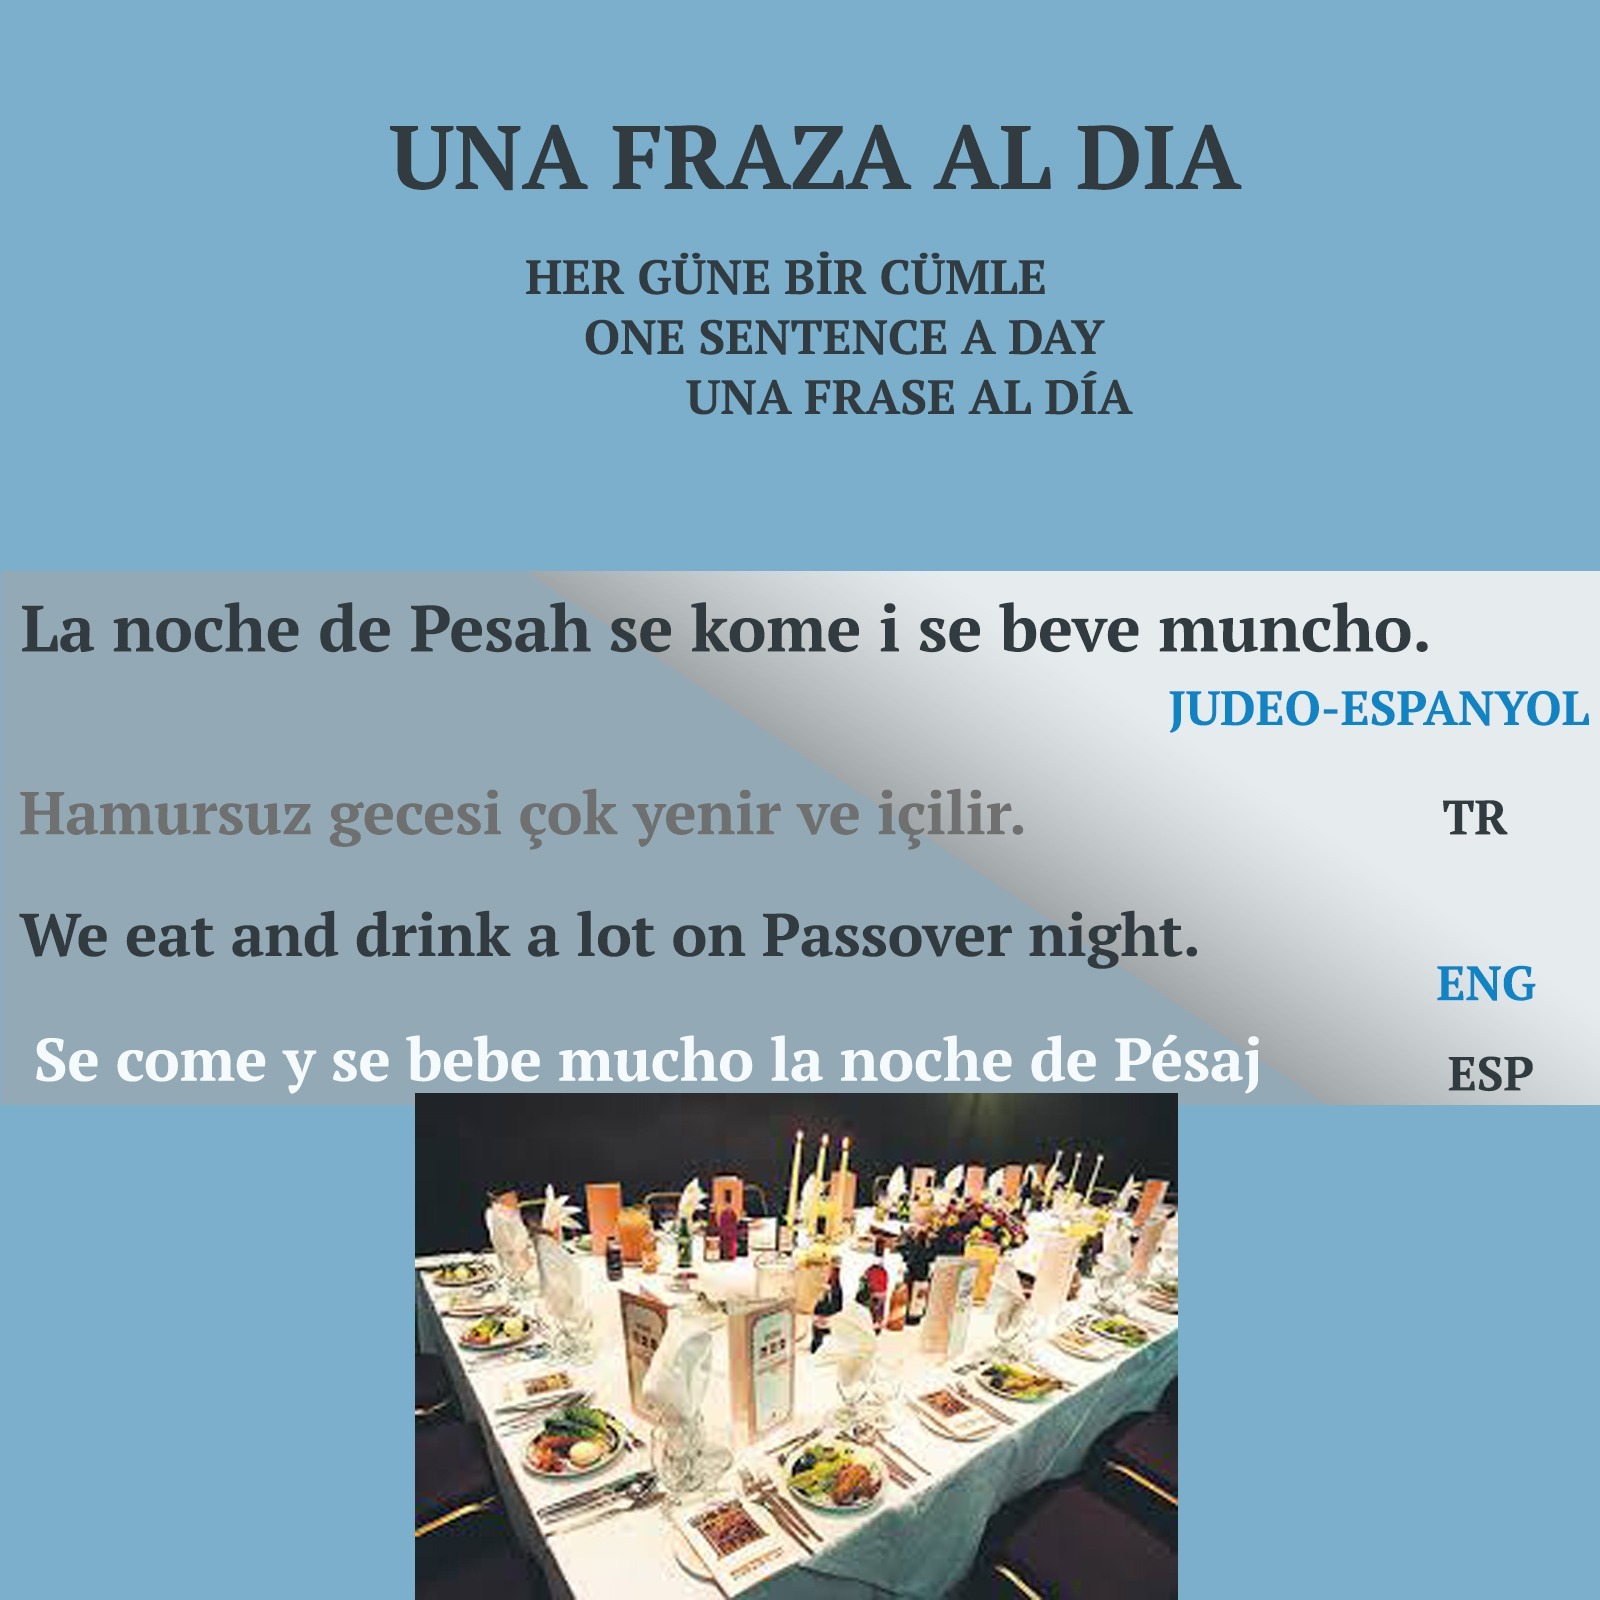 UNA FRAZA AL DIA
HER GÜNE BİR CÜMLE
ONE SENTENCE A DAY
UNA FRASE AL DÍA
La noche de Pesah se kome i se beve muncho.
JUDEO-ESPANYOL
Hamursuz gecesi çok yenir ve içilir.
TR
We eat and drink a lot on Passover night.
ENG
Se come y se bebe mucho la noche de Pésaj
ESP